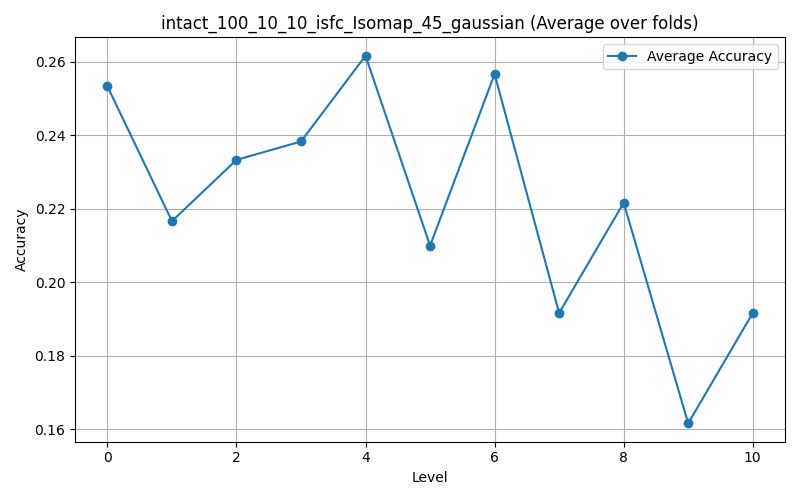 intact_100_10_10_isfc_Isomap_45_gaussian (Average over folds)
Average Accuracy
0.26
0.24
0.22
0.20
0.18
0.16
Accuracy
0 2 4 6 8 10
Level